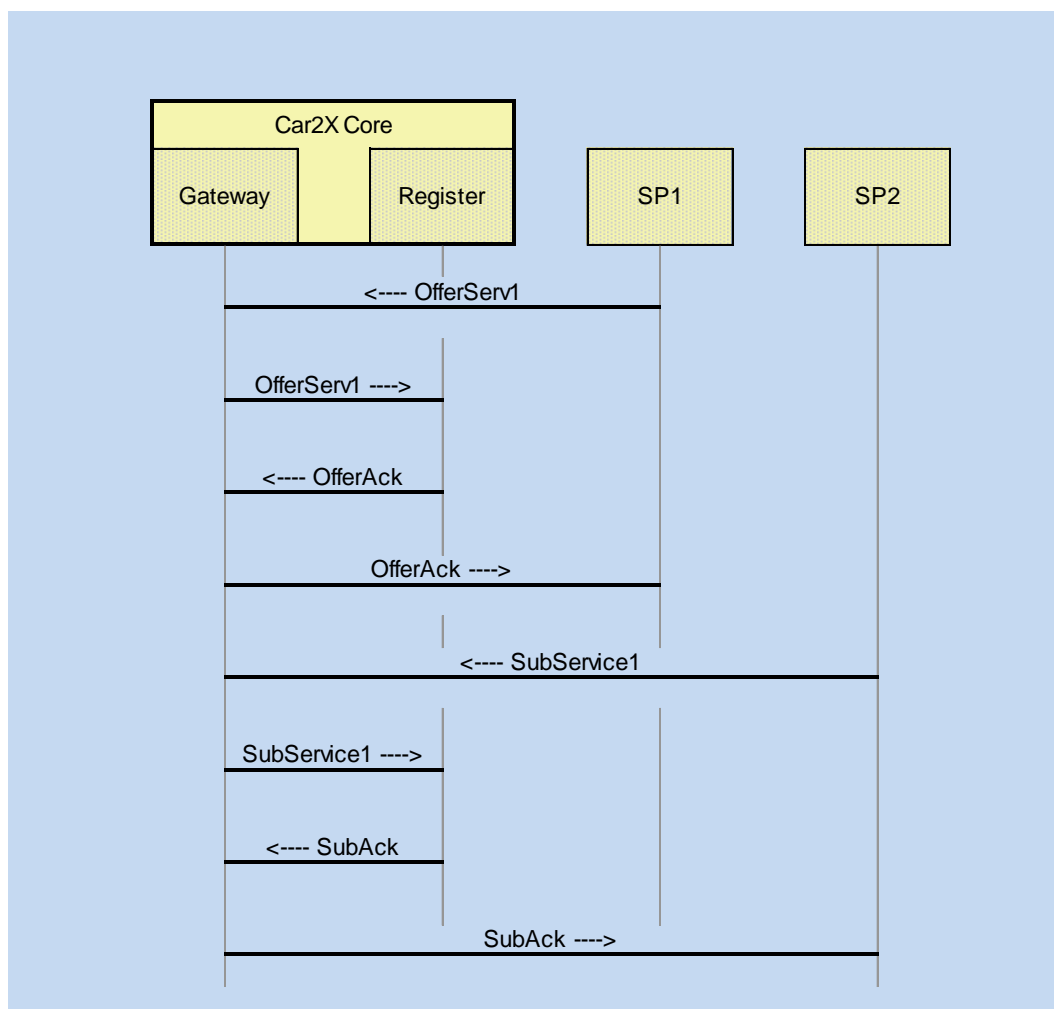 Car2X Core
Gateway
Register
SP1
SP2
<---- OfferServ1
OfferServ1 ---->
<---- OfferAck
OfferAck ---->
<---- SubService1
SubService1 ---->
<---- SubAck
SubAck ---->